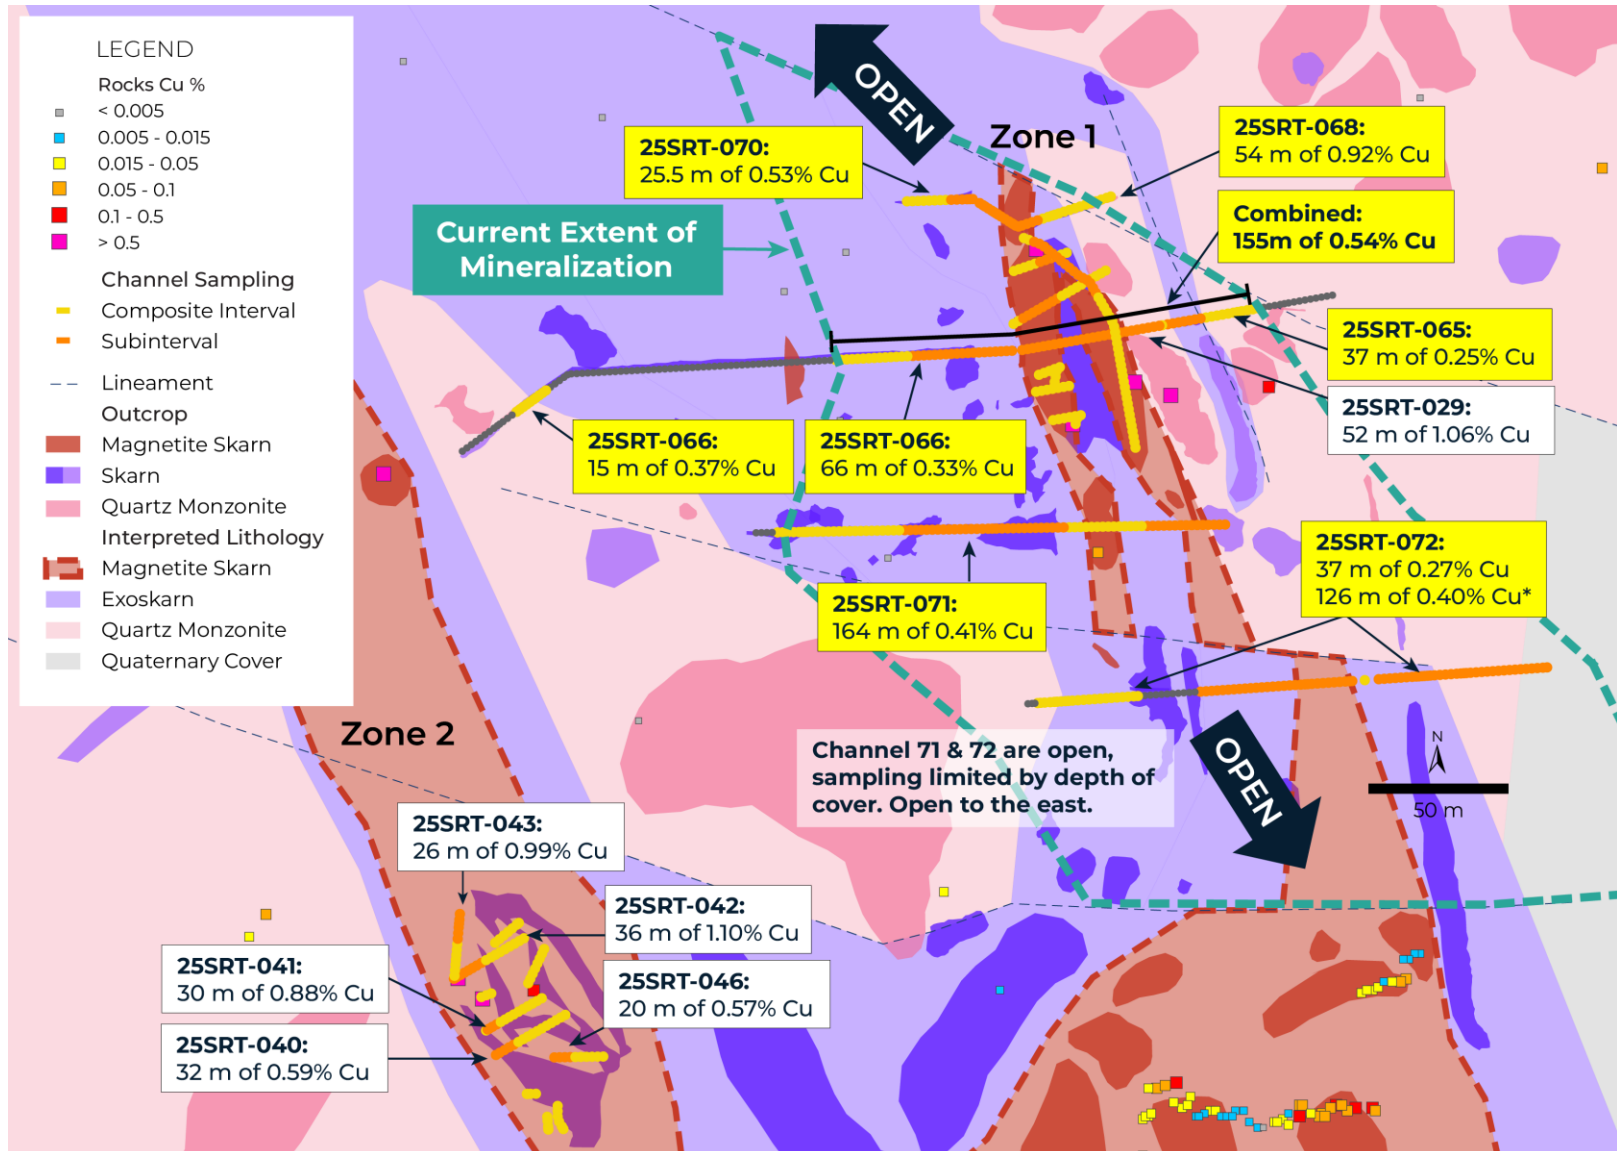 LEGEND
Rocks Cu %
< 0.005
0.005 - 0.015
0.015 - 0.05
0.05 - 0.1
0.1 - 0.5
> 0.5
Channel Sampling
Composite Interval
Subinterval
Lineament
Outcrop
Magnetite Skarn
Skarn
Quartz Monzonite
Interpreted Lithology
Magnetite Skarn
Exoskarn
Quartz Monzonite
Quaternary Cover
OPEN
Zone 1
25SRT-070:
25.5 m of 0.53% Cu
25SRT-068:
54 m of 0.92% Cu
Combined:
155m of 0.54% Cu
Current Extent of
Mineralization
25SRT-065:
37 m of 0.25% Cu
25SRT-029:
52 m of 1.06% Cu
25SRT-066:
15 m of 0.37% Cu
25SRT-066:
66 m of 0.33% Cu
25SRT-072:
37 m of 0.27% Cu
126 m of 0.40% Cu*
25SRT-071:
164 m of 0.41% Cu
Zone 2
Channel 71 & 72 are open,
sampling limited by depth of
cover. Open to the east.
OPEN
N
50 m
25SRT-043:
26 m of 0.99% Cu
25SRT-042:
36 m of 1.10% Cu
25SRT-041:
30 m of 0.88% Cu
25SRT-046:
20 m of 0.57% Cu
25SRT-040:
32 m of 0.59% Cu